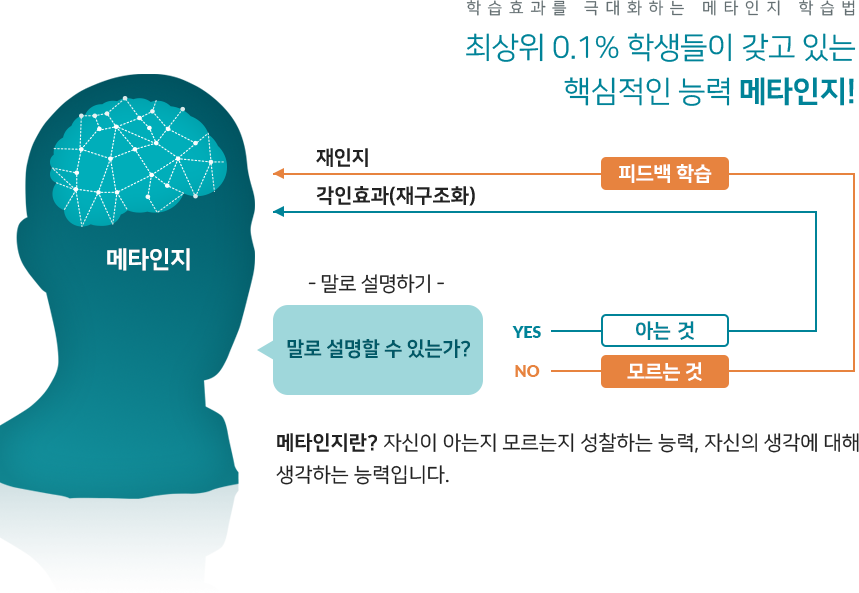 학습효과를 극대화하는 메타인지 학습법
최상위 0.1% 학생들이 갖고 있는
핵심적인 능력 메타인지!
재인지
피드백 학습
각인효과(재구조화)
메타인지
- 말로 설명하기 -
말로 설명할 수 있는가?
YES
아는 것
NO
모르는 것
메타인지란? 자신이 아는지 모르는지 성찰하는 능력, 자신의 생각에 대해
생각하는 능력입니다.